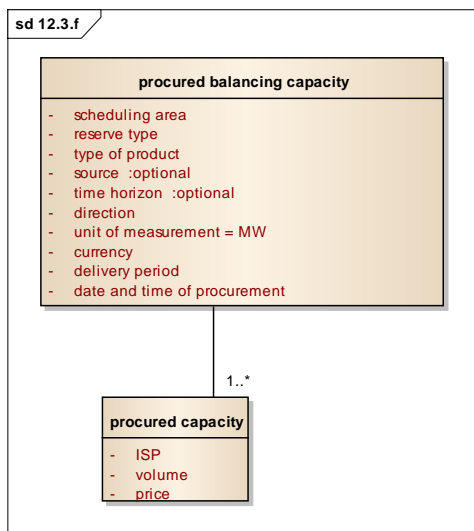 sd 12.3.f
procured balancing capacity
- scheduling area
- reserve type
- type of product
- source :optional
- time horizon :optional
- direction
- unit of measurement = MW
- currency
- delivery period
- date and time of procurement
1..*
procured capacity
- ISP
- volume
- price